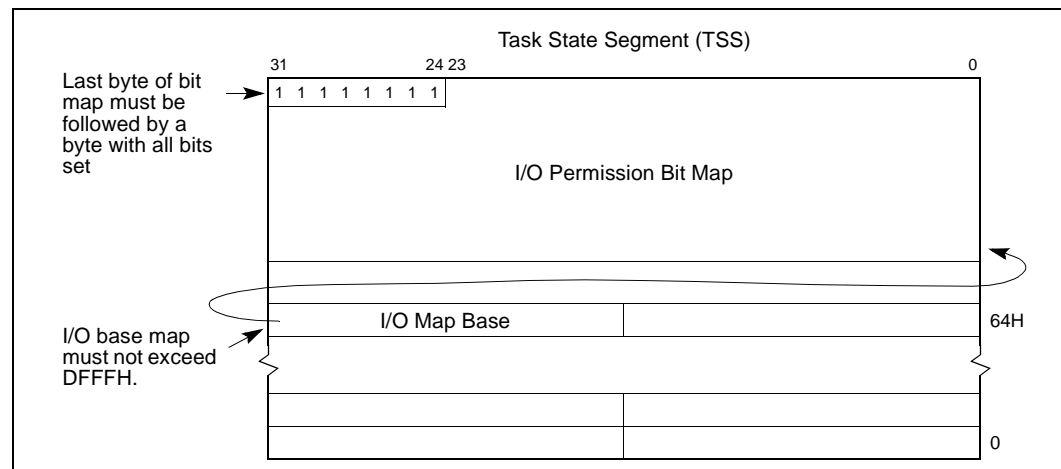 Task State Segment (TSS)
31 24 23 0
Last byte of bit
map must be
followed by a
byte with all bits
set
1 1 1 1 1 1 1 1
I/O Permission Bit Map
I/O Map Base
64H
I/O base map
must not exceed
DFFFH.
0